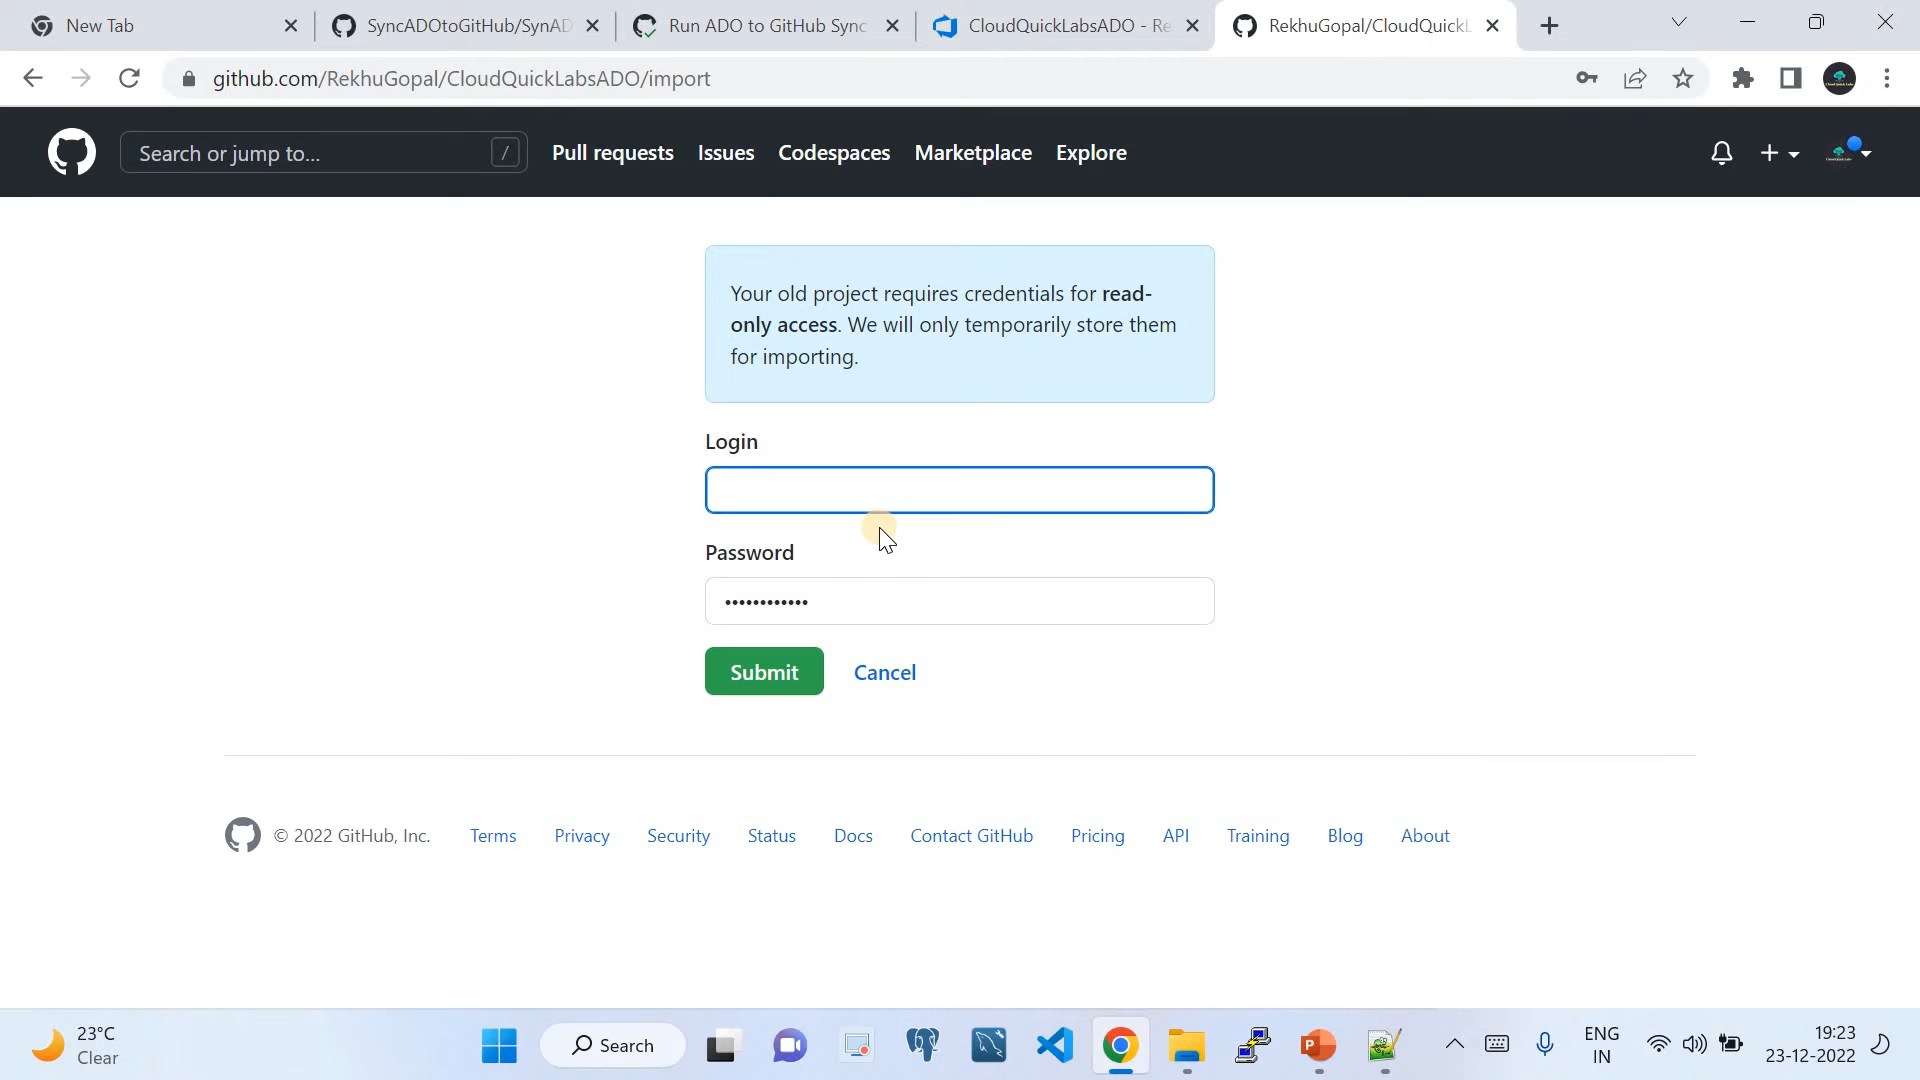 New Tab
SyncADOtoGitHub/SynAD
Run ADO to GitHub Sync
CloudQuickLabsADO - Re
RekhuGopal/CloudQuickL
github.com/RekhuGopal/CloudQuickLabsADO/import
Search or jump to...
/
Pull requests
Issues
Codespaces
Marketplace
Explore
Your old project requires credentials for read-
only access. We will only temporarily store them
for importing.
Login
Password
••••••••••••
Submit
Cancel
© 2022 GitHub, Inc.
Terms
Privacy
Security
Status
Docs
Contact GitHub
Pricing
API
Training
Blog
About
23°C
Clear
Search
ENG
IN
19:23
23-12-2022